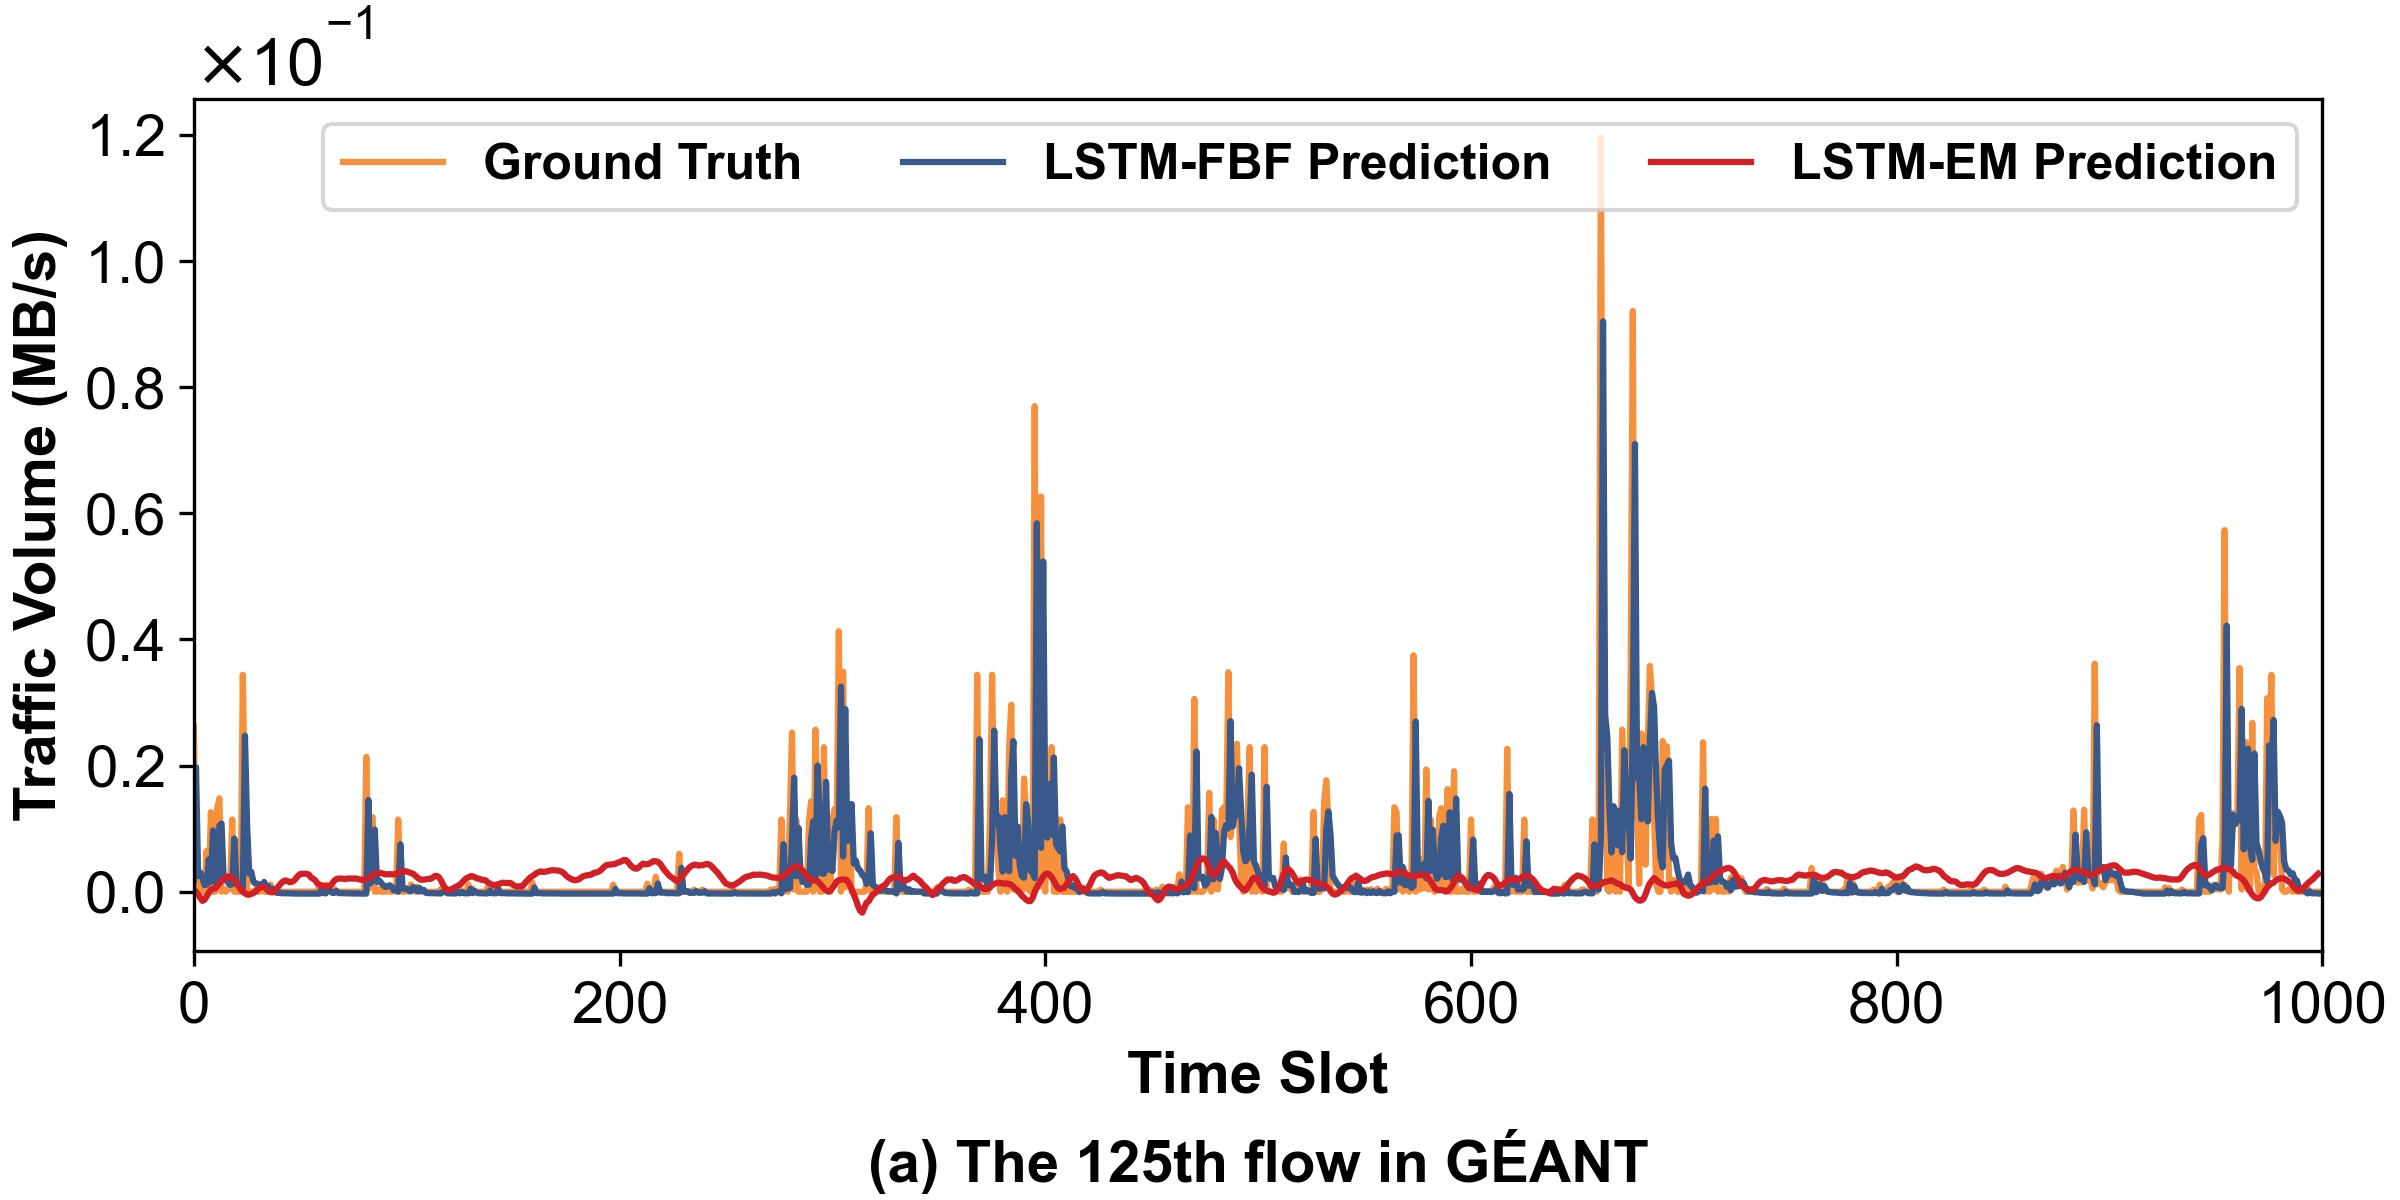 ×10⁻¹
1.2
1.0
0.8
0.6
0.4
0.2
0.0
Traffic Volume (MB/s)
Ground Truth LSTM-FBF Prediction LSTM-EM Prediction
0 200 400 600 800 1000
Time Slot
(a) The 125th flow in GÉANT